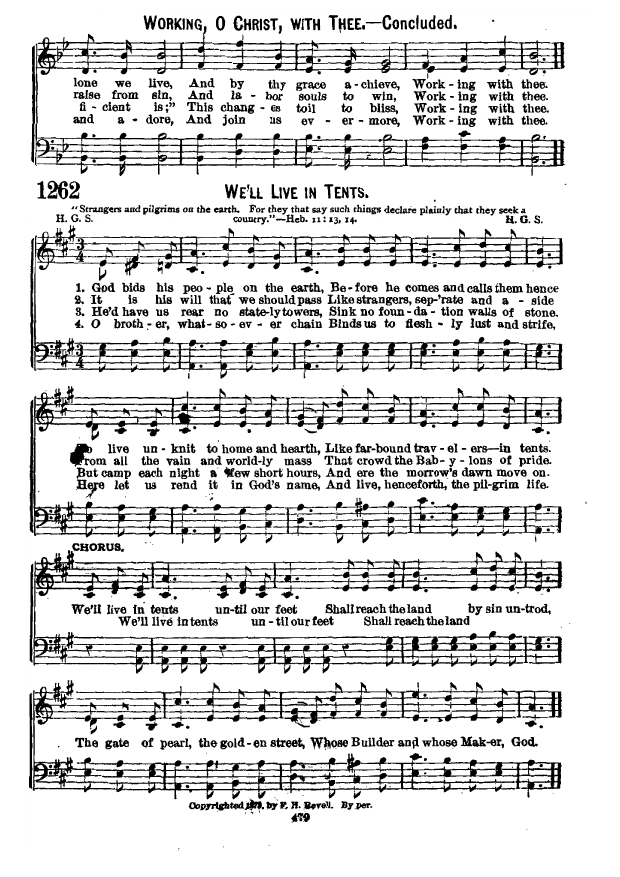 WORKING, O CHRIST, WITH THEE.—Concluded.
lone we live, And by thy grace a-chieve, Work-ing with thee.
raise from sin, And la-bor souls to win, Work-ing with thee.
fi-cient is;" This chang-es toil to bliss, Work-ing with thee.
and a-dore, And join us ev-er-more, Work-ing with thee.
1262 WE'LL LIVE IN TENTS.
"Strangers and pilgrims on the earth. For they that say such things declare plainly that they seek a
H. G. S. country."—Heb. 11:13, 14. H. G. S.
1. God bids his peo-ple on the earth, Be-fore he comes and calls them hence
2. It is his will that we should pass Like strangers, sep-'rate and a-side
3. He'd have us rear no state-ly towers, Sink no foun-da-tion walls of stone.
4. O broth-er, what-so-ev-er chain Binds us to flesh-ly lust and strife,
live un-knit to home and hearth, Like far-bound trav-el-ers—in tents.
From all the vain and world-ly mass That crowd the Bab-y-lons of pride.
But camp each night a few short hours, And ere the morrow's dawn move on.
Here let us rend it in God's name, And live, henceforth, the pil-grim life.
CHORUS.
We'll live in tents un-til our feet Shall reach the land by sin un-trod,
We'll live in tents un-til our feet Shall reach the land
The gate of pearl, the gold-en street, Whose Builder and whose Mak-er, God.
Copyrighted by F. H. Revell. By per.
479